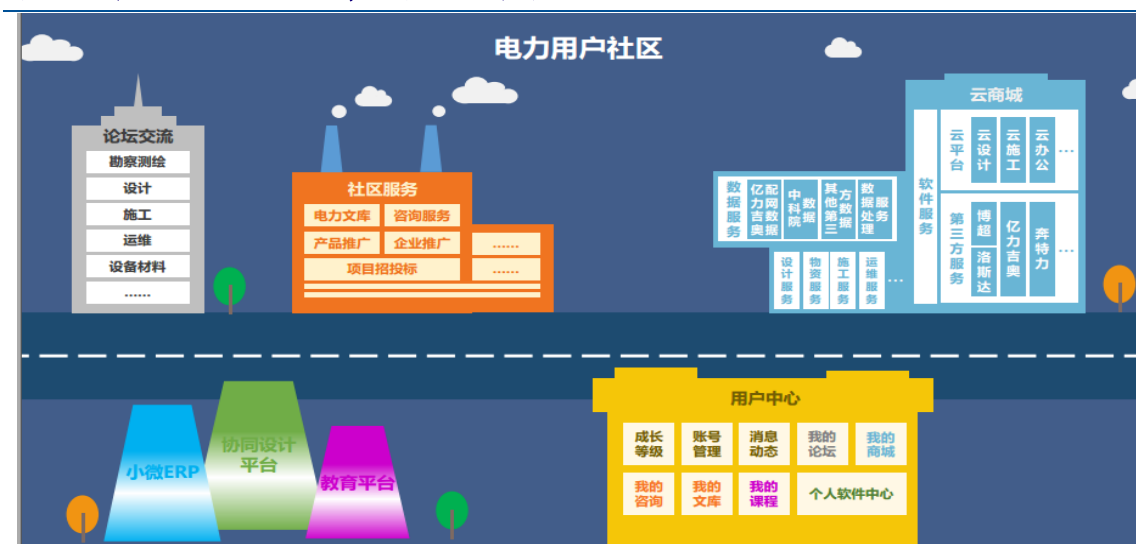 电力用户社区
论坛交流
勘察测绘
设计
施工
运维
设备材料
......
社区服务
电力文库
咨询服务
产品推广
企业推广
......
项目招投标
......
数据服务
亿力吉奥
配网数据
中科院
数据
其他第三
方数据
数据处理
服务
设计服务
物资服务
施工服务
运维服务
...
云商城
软件服务
云平台
云设计
云施工
云办公
...
第三方服务
博超
洛斯达
亿力吉奥
奔特力
...
小微ERP
协同设计
平台
教育平台
用户中心
成长
等级
账号
管理
消息
动态
我的
论坛
我的
商城
我的
咨询
我的
文库
我的
课程
个人软件中心